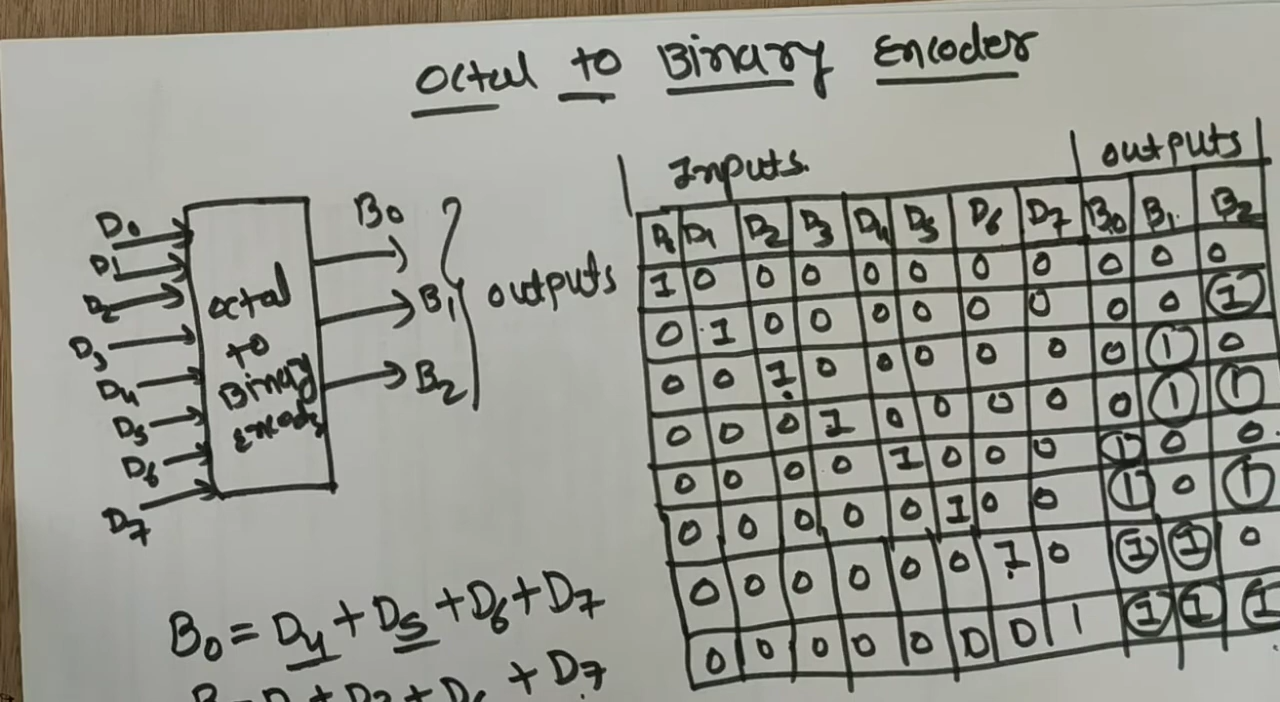 Octal to Binary Encoder
D0
D1
D2
D3
D4
D5
D6
D7
Octal
to
Binary
B0
B1
B2
outputs
Inputs. outputs
D1 D2 D3 D4 D5 D6 D7 B0 B1. B2
1 0 0 0 0 0 0 0 0 0 0
0 1 0 0 0 0 0 0 0 0 1
0 0 1 0 0 0 0 0 0 1 0
0 0 0 1 0 0 0 0 0 1 1
0 0 0 0 1 0 0 0 1 0 0
0 0 0 0 0 1 0 0 1 0 1
0 0 0 0 0 0 1 0 1 1 0
0 0 0 0 0 0 0 1 1 1 1
B0 = D4 + D5 + D6 + D7
+ D7